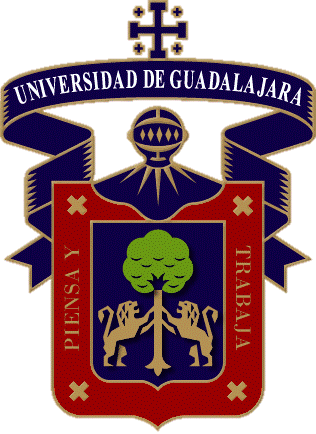 UNIVERSIDAD DE GUADALAJARA
PIENSA Y
TRABAJA